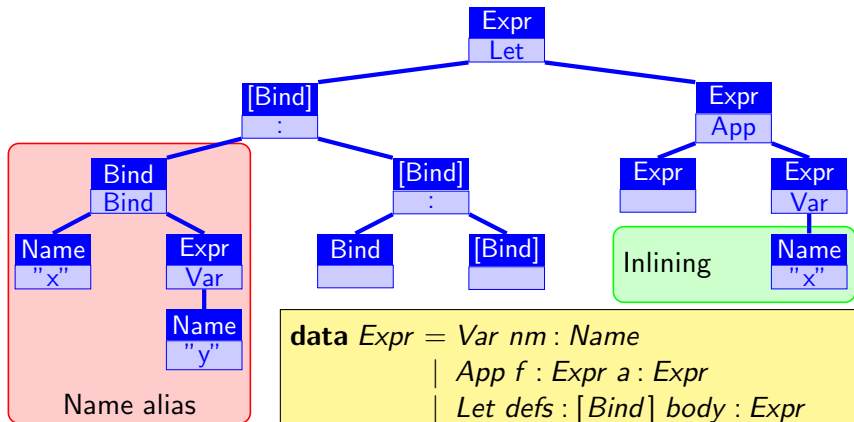 Expr
Let
[Bind]
:
Expr
App
Bind
Bind
[Bind]
:
Expr
Expr
Var
Name
"x"
Expr
Var
Bind
[Bind]
Inlining
Name
"x"
Name
"y"
Name alias
data Expr = Var nm : Name
| App f : Expr a : Expr
| Let defs : [Bind] body : Expr